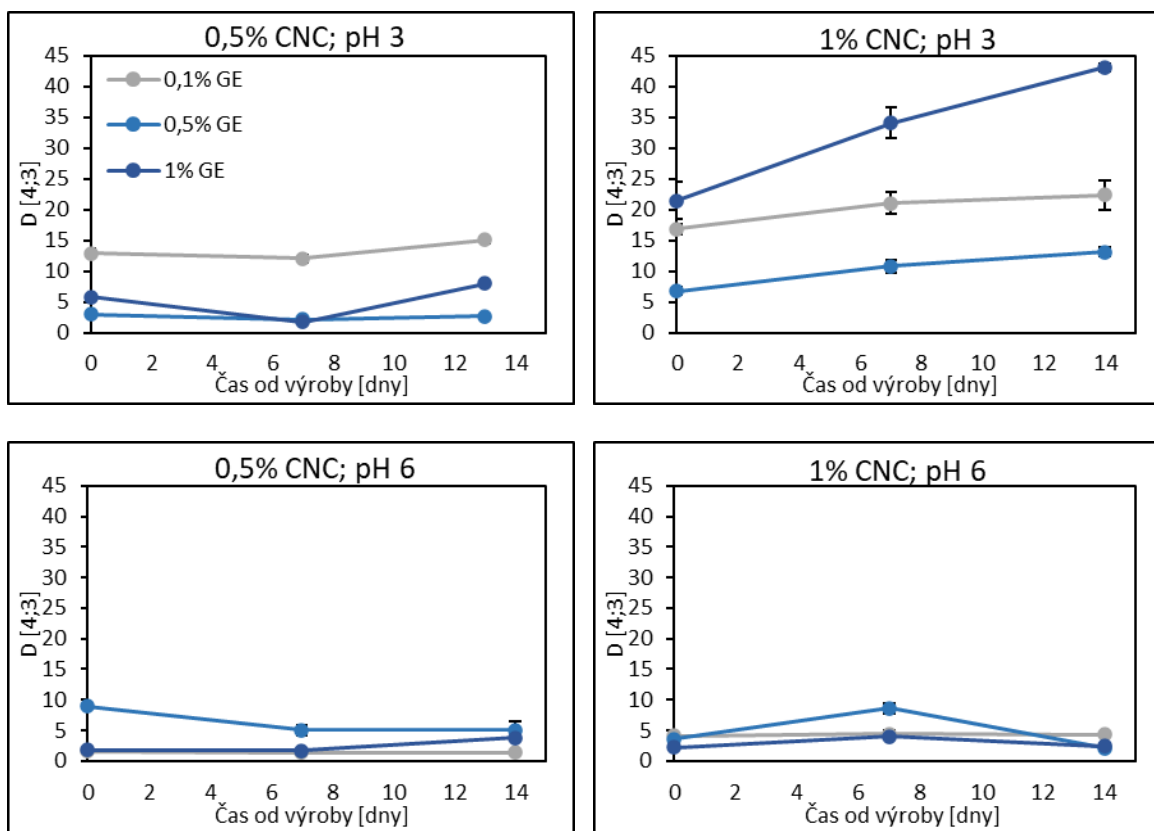 0,5% CNC; pH 3
45
40
35
30
25
20
15
10
5
0
D [4;3]
0,1% GE
0,5% GE
1% GE
0 2 4 6 8 10 12 14
Čas od výroby [dny]
1% CNC; pH 3
45
40
35
30
25
20
15
10
5
0
D [4;3]
0 2 4 6 8 10 12 14
Čas od výroby [dny]
0,5% CNC; pH 6
45
40
35
30
25
20
15
10
5
0
D [4;3]
0 2 4 6 8 10 12 14
Čas od výroby [dny]
1% CNC; pH 6
45
40
35
30
25
20
15
10
5
0
D [4;3]
0 2 4 6 8 10 12 14
Čas od výroby [dny]